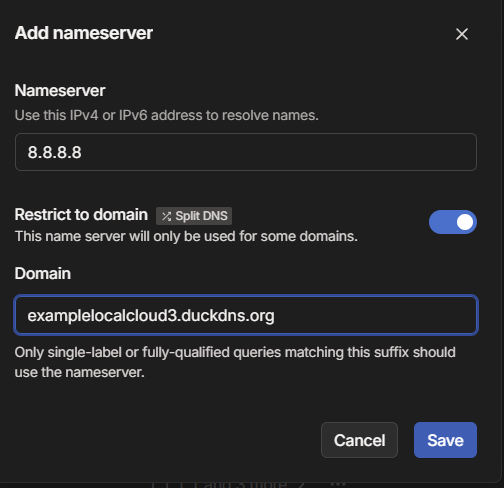 Add nameserver
Nameserver
Use this IPv4 or IPv6 address to resolve names.
8.8.8.8
Restrict to domain Split DNS
This name server will only be used for some domains.
Domain
examplelocalcloud3.duckdns.org
Only single-label or fully-qualified queries matching this suffix should
use the nameserver.
Cancel Save